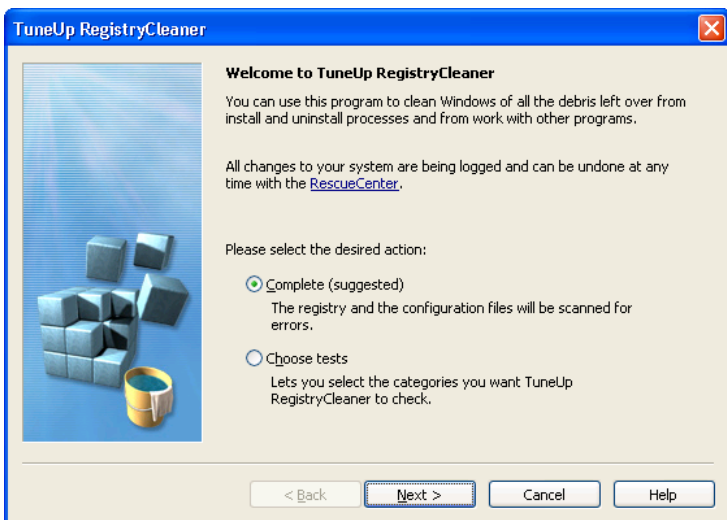 TuneUp RegistryCleaner
Welcome to TuneUp RegistryCleaner
You can use this program to clean Windows of all the debris left over from
install and uninstall processes and from work with other programs.
All changes to your system are being logged and can be undone at any
time with the RescueCenter.
Please select the desired action:
Complete (suggested)
The registry and the configuration files will be scanned for
errors.
Choose tests
Lets you select the categories you want TuneUp
RegistryCleaner to check.
< Back Next > Cancel Help